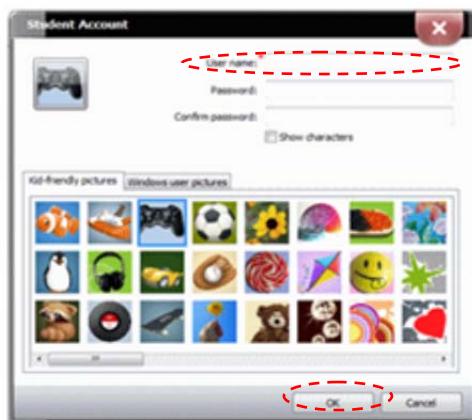 Student Account
User name:
Password:
Confirm password:
Show characters
Kid-friendly pictures Windows user pictures
OK Cancel